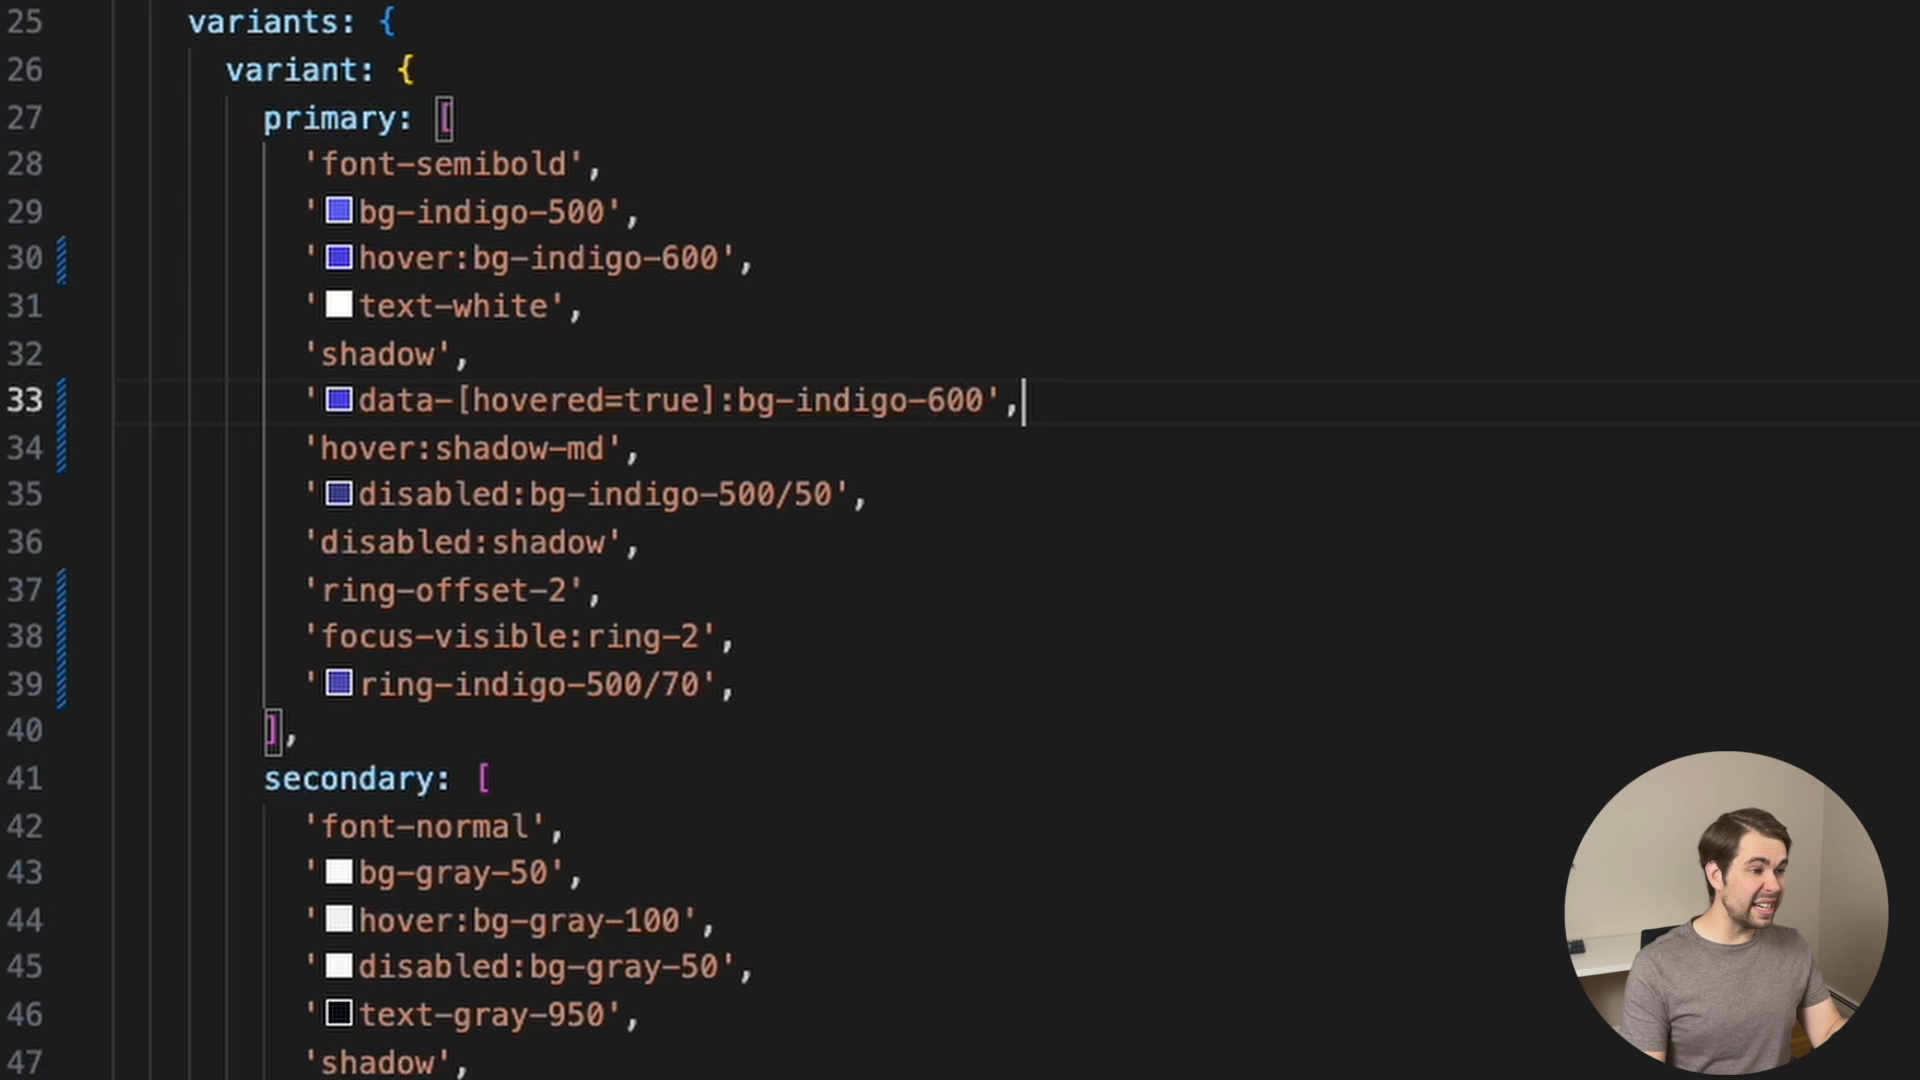 25 variants: {
26 variant: {
27 primary: [
28 'font-semibold',
29 'bg-indigo-500',
30 'hover:bg-indigo-600',
31 'text-white',
32 'shadow',
33 'data-[hovered=true]:bg-indigo-600',
34 'hover:shadow-md',
35 'disabled:bg-indigo-500/50',
36 'disabled:shadow',
37 'ring-offset-2',
38 'focus-visible:ring-2',
39 'ring-indigo-500/70',
40 ],
41 secondary: [
42 'font-normal',
43 'bg-gray-50',
44 'hover:bg-gray-100',
45 'disabled:bg-gray-50',
46 'text-gray-950',
47 'shadow',